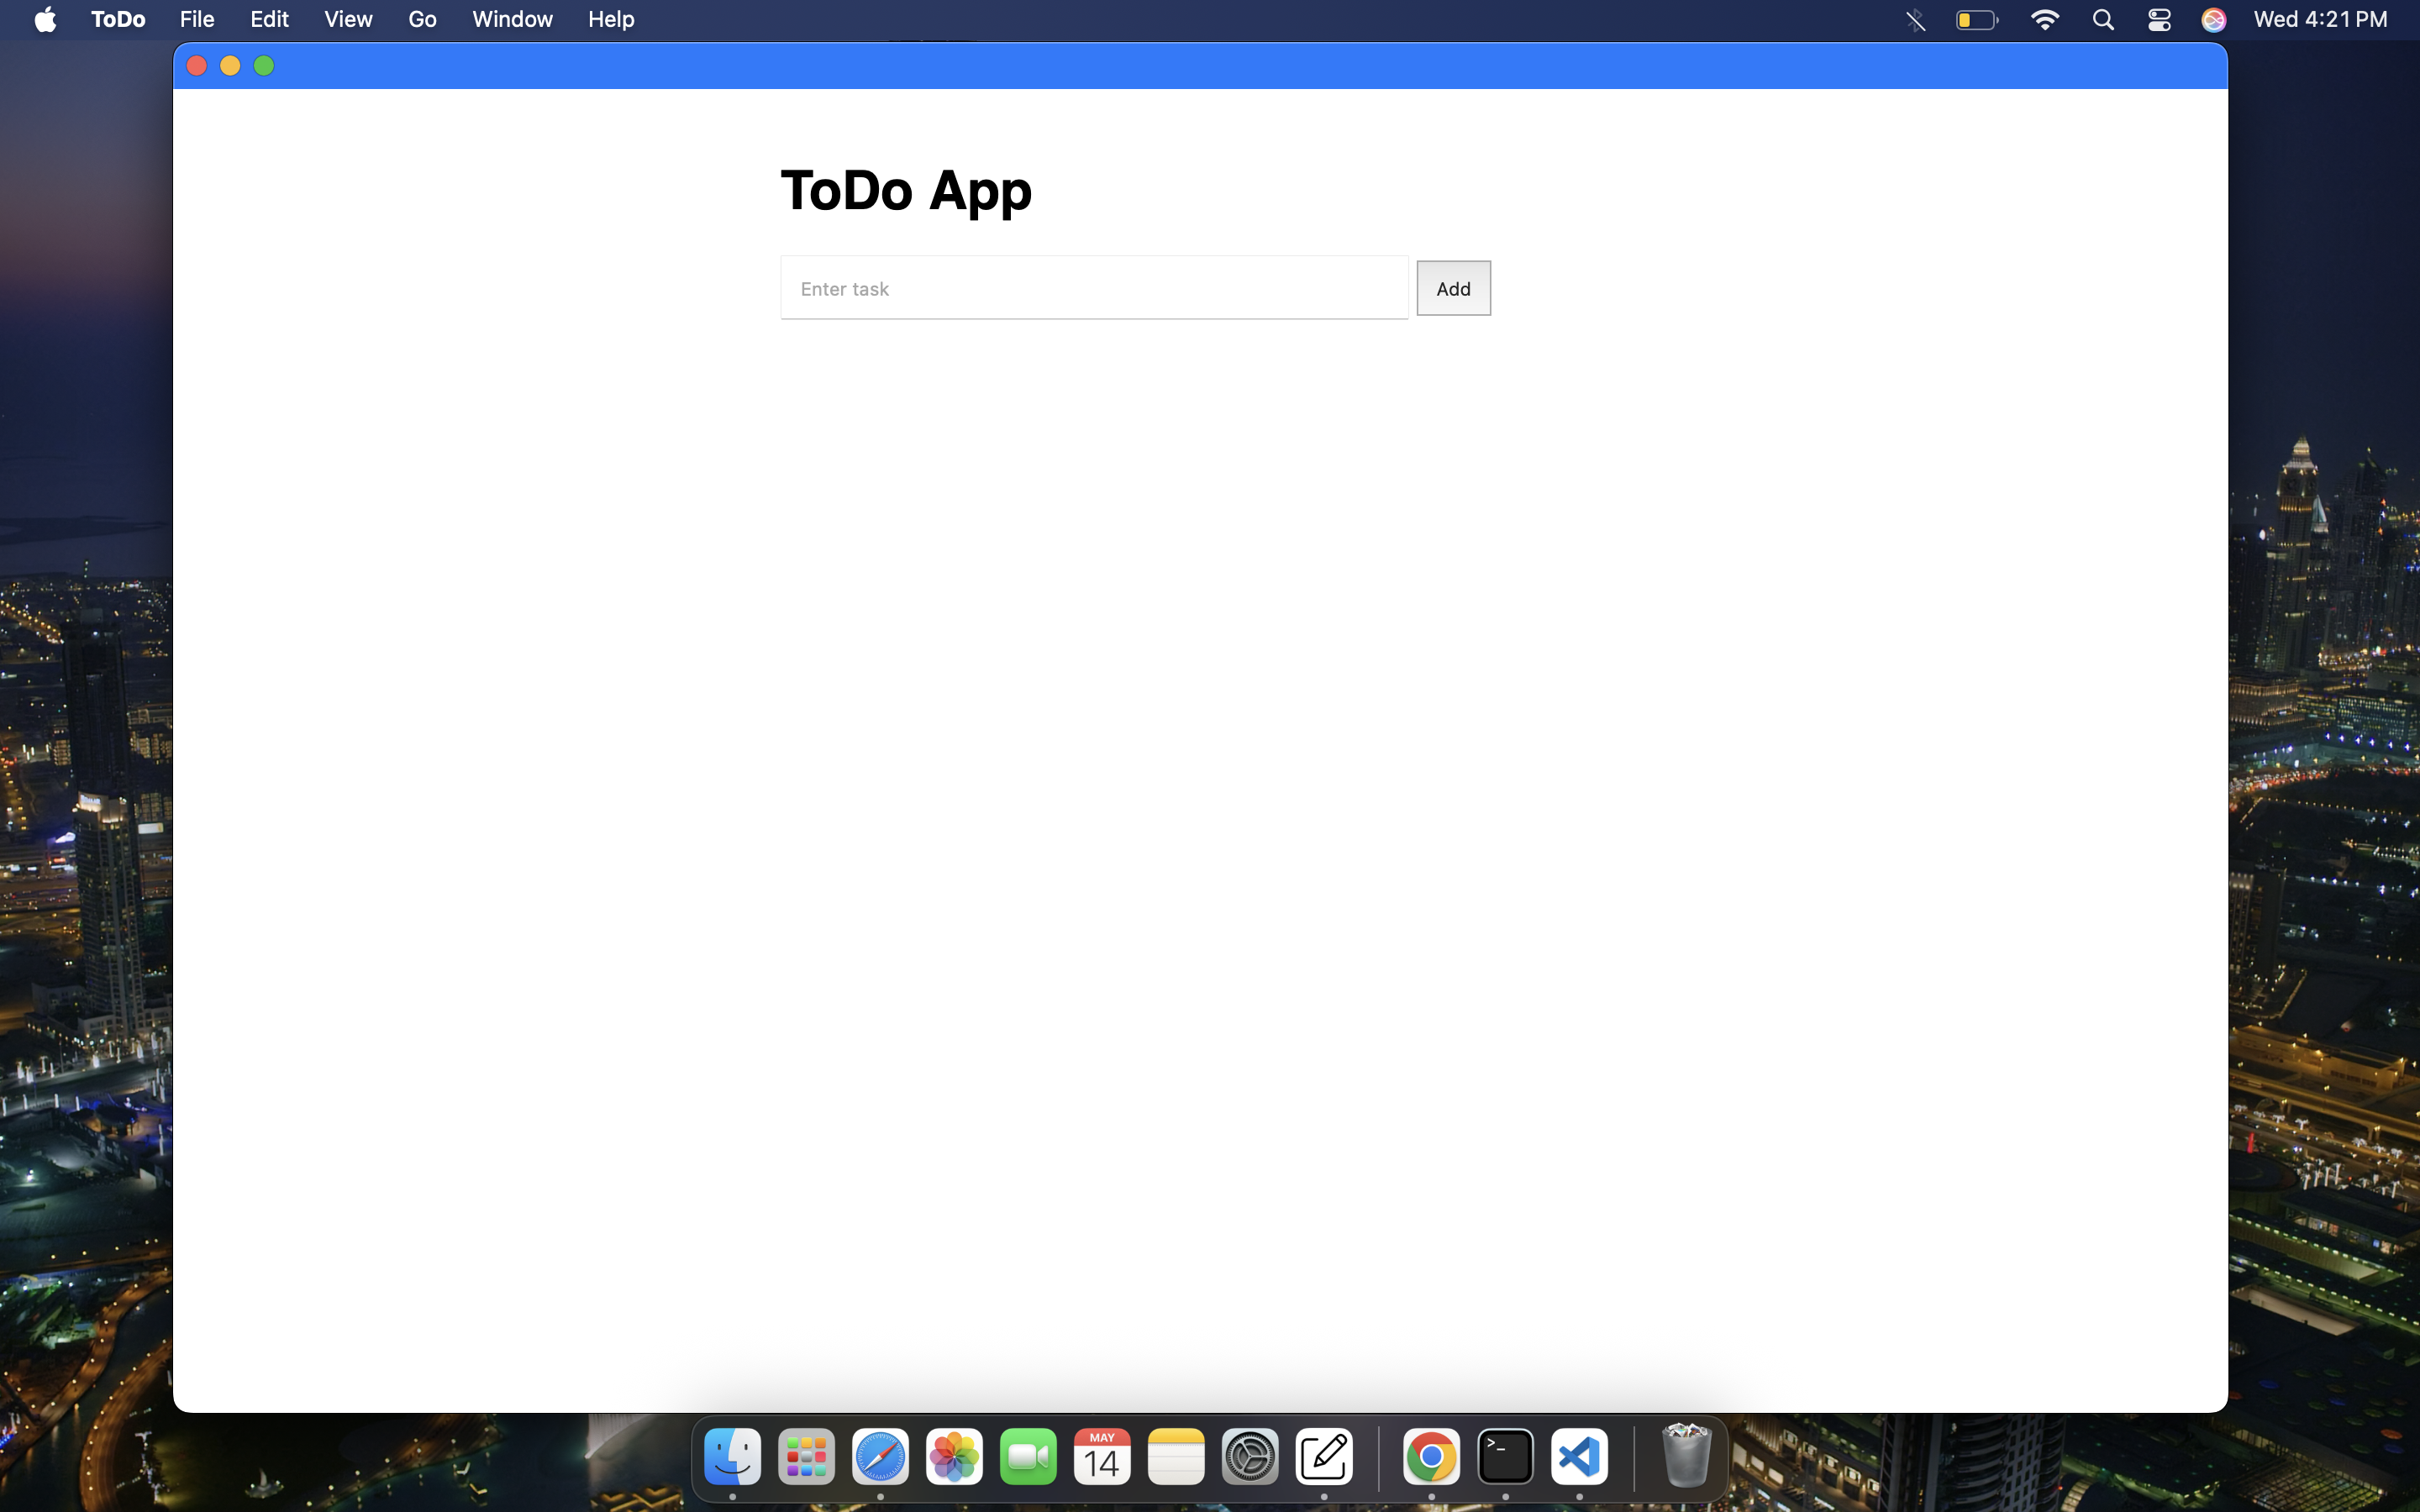 ToDo File Edit View Go Window Help Wed 4:21 PM
ToDo App
Enter task Add
MAY
14
>_